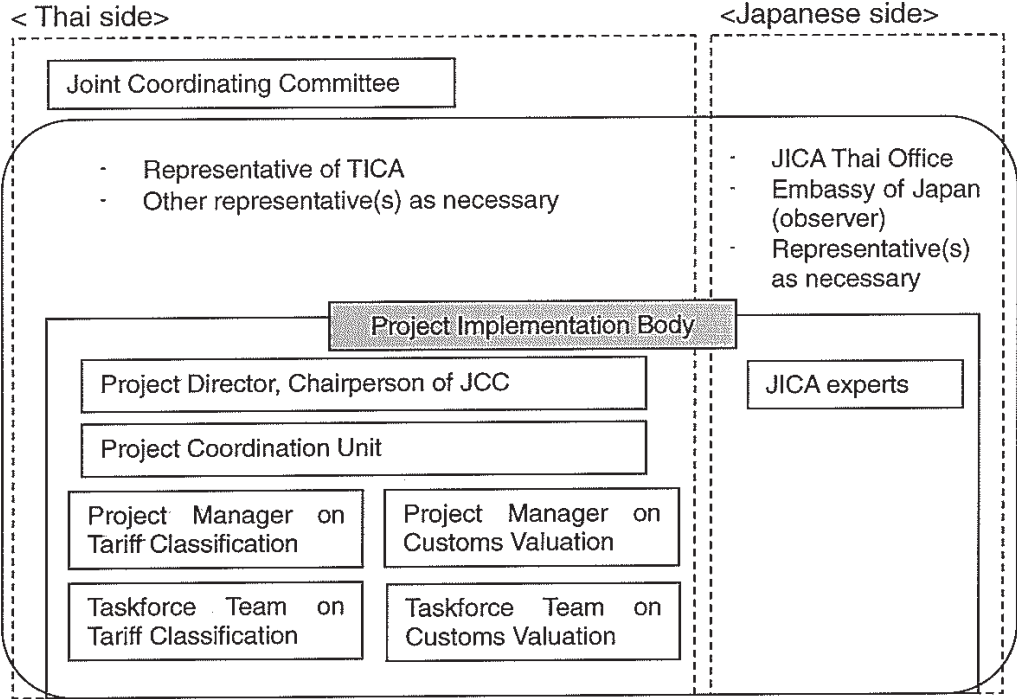 < Thai side>
<Japanese side>
Joint Coordinating Committee
- Representative of TICA
- Other representative(s) as necessary
- JICA Thai Office
- Embassy of Japan
(observer)
- Representative(s)
as necessary
Project Implementation Body
Project Director, Chairperson of JCC
JICA experts
Project Coordination Unit
Project Manager on
Tariff Classification
Project Manager on
Customs Valuation
Taskforce Team on
Tariff Classification
Taskforce Team on
Customs Valuation